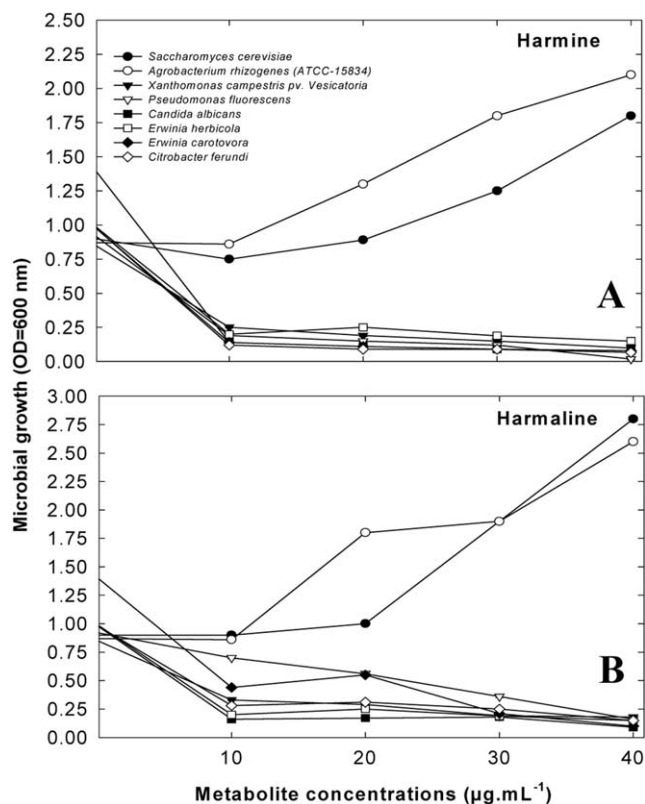 2.50
2.25
2.00
1.75
1.50
1.25
1.00
0.75
0.50
0.25
0.00
Harmine
Saccharomyces cerevisiae
Agrobacterium rhizogenes (ATCC-15834)
Xanthomonas campestris pv. Vesicatoria
Pseudomonas fluorescens
Candida albicans
Erwinia herbicola
Erwinia carotovora
Citrobacter ferundi
A
Microbial growth (OD=600 nm)
3.00
2.75
2.50
2.25
2.00
1.75
1.50
1.25
1.00
0.75
0.50
0.25
0.00
Harmaline
B
10 20 30 40
Metabolite concentrations (µg.mL⁻¹)